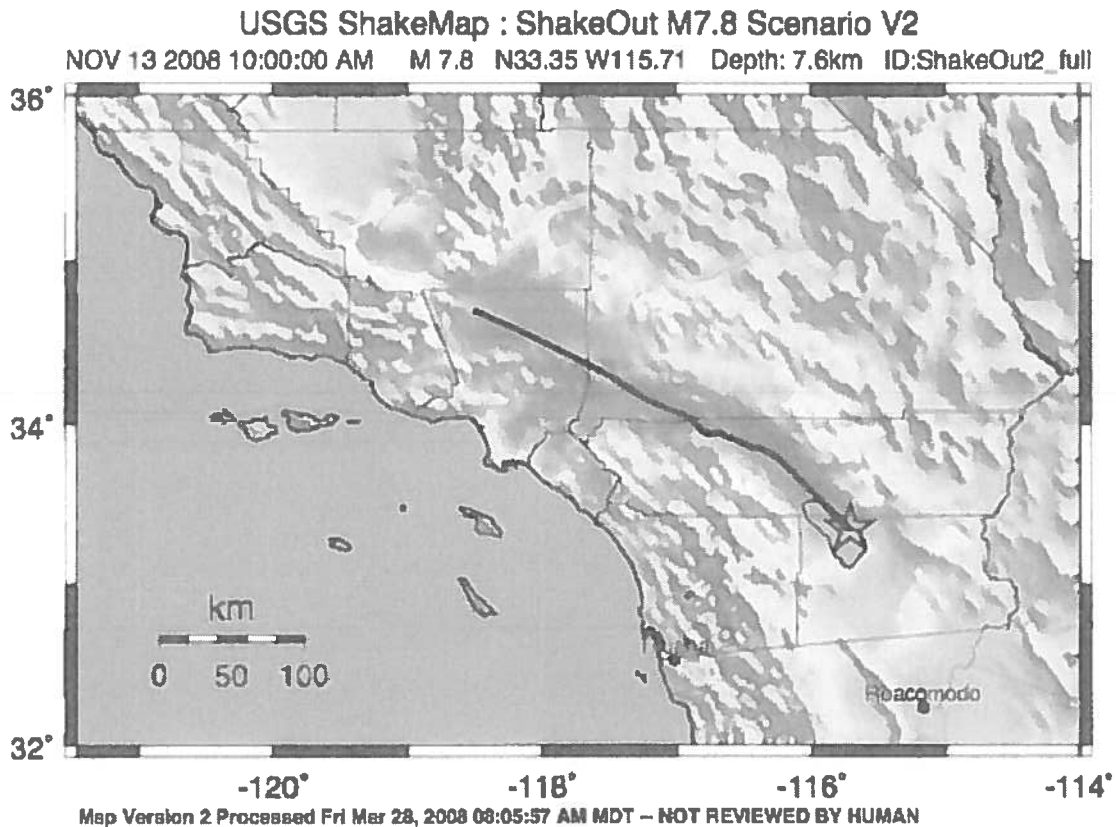 USGS ShakeMap : ShakeOut M7.8 Scenario V2
NOV 13 2008 10:00:00 AM M 7.8 N33.35 W115.71 Depth: 7.6km ID:ShakeOut2_full
36°
34°
km
0 50 100
32°
-120° -118° -116° -114°
Map Version 2 Processed Fri Mar 28, 2008 08:05:57 AM MDT – NOT REVIEWED BY HUMAN